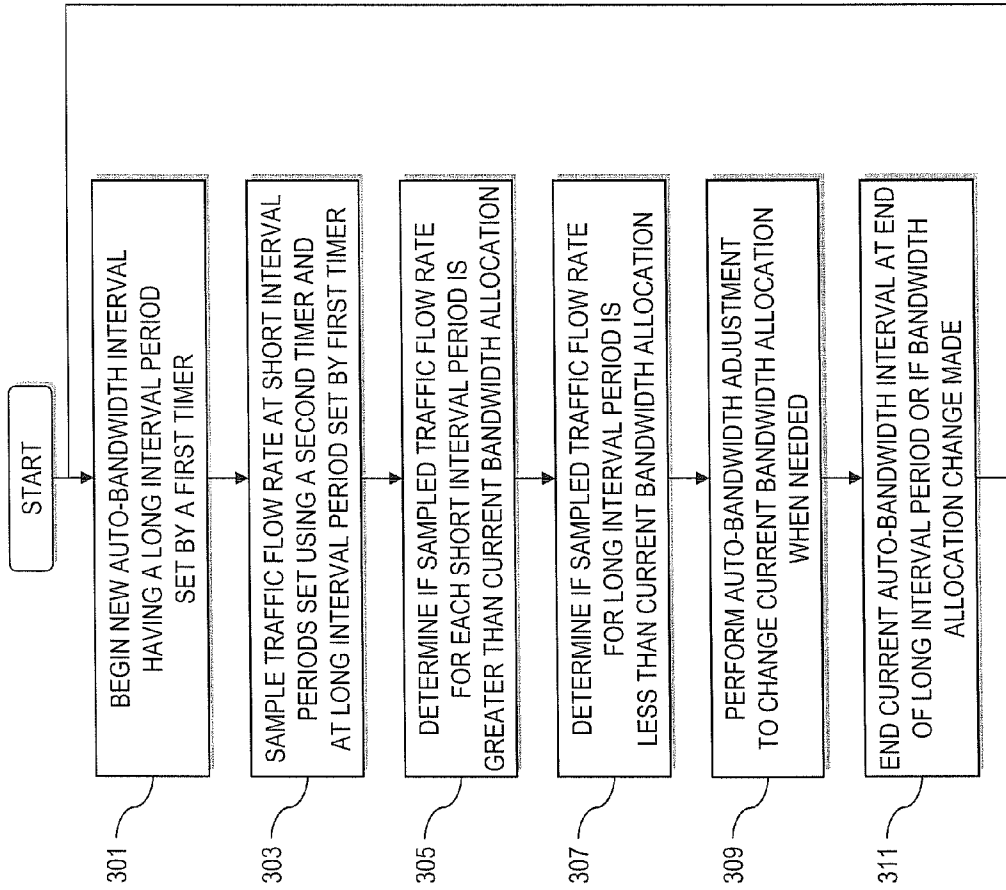 START
301
BEGIN NEW AUTO-BANDWIDTH INTERVAL
HAVING A LONG INTERVAL PERIOD
SET BY A FIRST TIMER
303
SAMPLE TRAFFIC FLOW RATE AT SHORT INTERVAL
PERIODS SET USING A SECOND TIMER AND
AT LONG INTERVAL PERIOD SET BY FIRST TIMER
305
DETERMINE IF SAMPLED TRAFFIC FLOW RATE
FOR EACH SHORT INTERVAL PERIOD IS
GREATER THAN CURRENT BANDWIDTH ALLOCATION
307
DETERMINE IF SAMPLED TRAFFIC FLOW RATE
FOR LONG INTERVAL PERIOD IS
LESS THAN CURRENT BANDWIDTH ALLOCATION
309
PERFORM AUTO-BANDWIDTH ADJUSTMENT
TO CHANGE CURRENT BANDWIDTH ALLOCATION
WHEN NEEDED
311
END CURRENT AUTO-BANDWIDTH INTERVAL AT END
OF LONG INTERVAL PERIOD OR IF BANDWIDTH
ALLOCATION CHANGE MADE